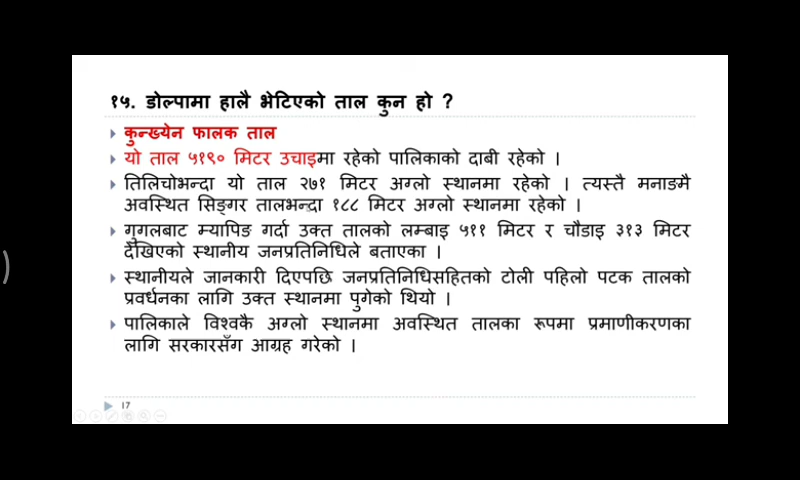 १५. डोल्पामा हालै भेटिएको ताल कुन हो ?
कुन्ख्येन फालक ताल
यो ताल ५१९० मिटर उचाइमा रहेको पालिकाको दाबी रहेको ।
तिलिचोभन्दा यो ताल २७१ मिटर अग्लो स्थानमा रहेको । त्यस्तै मनाङमै
अवस्थित सिङ्गर तालभन्दा १८८ मिटर अग्लो स्थानमा रहेको ।
गुगलबाट म्यापिङ गर्दा उक्त तालको लम्बाइ ५११ मिटर र चौडाइ ३१३ मिटर
देखिएको स्थानीय जनप्रतिनिधिले बताएका ।
स्थानीयले जानकारी दिएपछि जनप्रतिनिधिसहितको टोली पहिलो पटक तालको
प्रवर्धनका लागि उक्त स्थानमा पुगेको थियो ।
पालिकाले विश्वकै अग्लो स्थानमा अवस्थित तालका रूपमा प्रमाणीकरणका
लागि सरकारसँग आग्रह गरेको ।
17